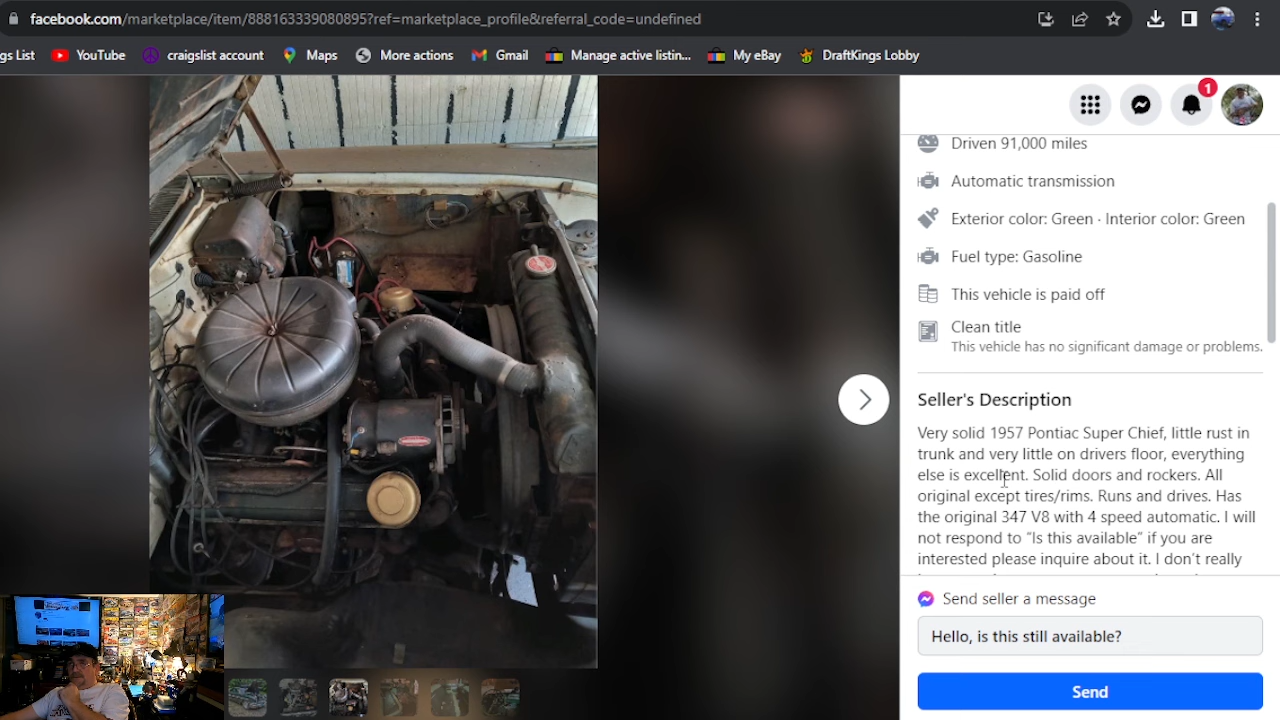 facebook.com/marketplace/item/888163339080895?ref=marketplace_profile&referral_code=undefined
gs List YouTube craigslist account Maps More actions Gmail Manage active listin... My eBay DraftKings Lobby
1
Driven 91,000 miles
Automatic transmission
Exterior color: Green · Interior color: Green
Fuel type: Gasoline
This vehicle is paid off
Clean title
This vehicle has no significant damage or problems.
Seller's Description
Very solid 1957 Pontiac Super Chief, little rust in
trunk and very little on drivers floor, everything
else is excellent. Solid doors and rockers. All
original except tires/rims. Runs and drives. Has
the original 347 V8 with 4 speed automatic. I will
not respond to "Is this available" if you are
interested please inquire about it. I don't really
Send seller a message
Hello, is this still available?
Send